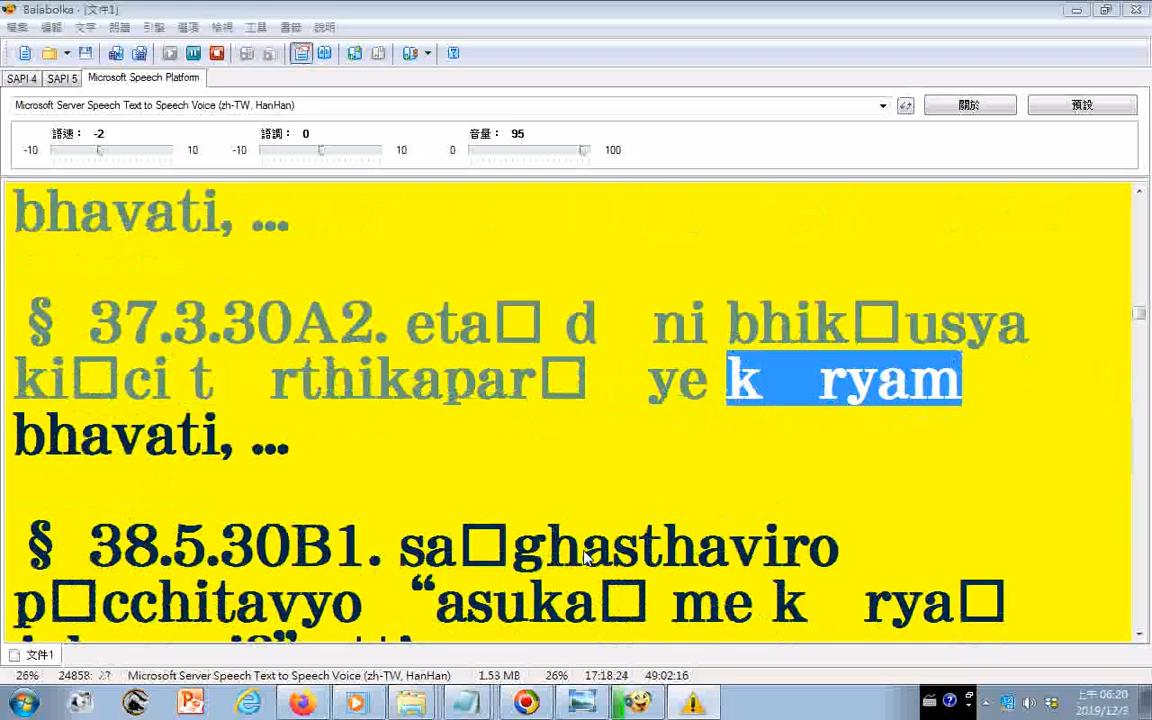 Balabolka - [文件1]
檔案 編輯 文字 朗讀 引擎 選項 檢視 工具 書籤 說明
SAPI 4 SAPI 5 Microsoft Speech Platform
Microsoft Server Speech Text to Speech Voice (zh-TW, HanHan)
關於 預設
語速： -2 語調： 0 音量： 95
-10 10 -10 10 0 100
bhavati, ...
§ 37.3.30A2. eta□ d ni bhik□usya
ki□ci t rthikapar□ ye k ryam
bhavati, ...
§ 38.5.30B1. sa□ghasthaviro
p□cchitavyo “asuka□ me k rya□
文件1
26% 24858: Microsoft Server Speech Text to Speech Voice (zh-TW, HanHan) 1.53 MB 26% 17:18:24 49:02:16
上午 06:20
2019/12/3